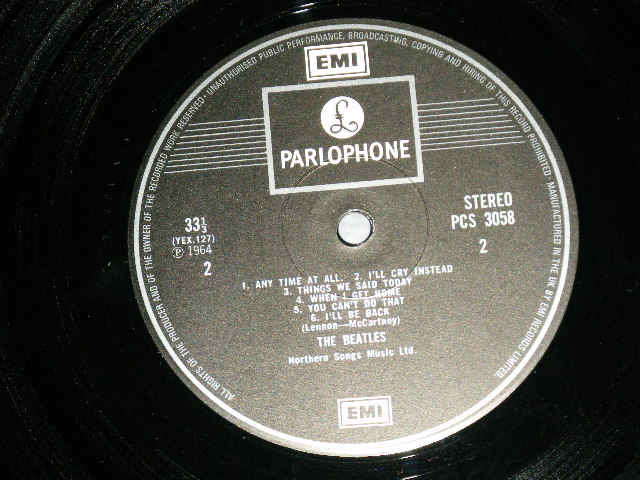 ALL RIGHTS OF THE PRODUCER AND OF THE OWNER OF THE RECORDED WORK RESERVED · UNAUTHORISED PUBLIC PERFORMANCE, BROADCASTING, COPYING AND HIRING OF THIS RECORD PROHIBITED · MANUFACTURED IN THE UK BY EMI RECORDS LIMITED.
EMI
£
PARLOPHONE
33⅓
(YEX.127)
Ⓟ 1964
2
STEREO
PCS 3058
2
1. ANY TIME AT ALL. 2. I'LL CRY INSTEAD
3. THINGS WE SAID TODAY
4. WHEN I GET HOME
5. YOU CAN'T DO THAT
6. I'LL BE BACK
(Lennon—McCartney)
THE BEATLES
Northern Songs Music Ltd.
EMI